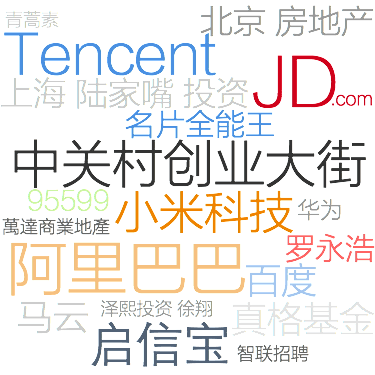 青蒿素
北京 房地产
Tencent
上海 陆家嘴 投资
JD.com
名片全能王
中关村创业大街
95599
小米科技
华为
萬達商業地產
罗永浩
阿里巴巴
百度
马云
泽熙投资 徐翔
真格基金
启信宝
智联招聘